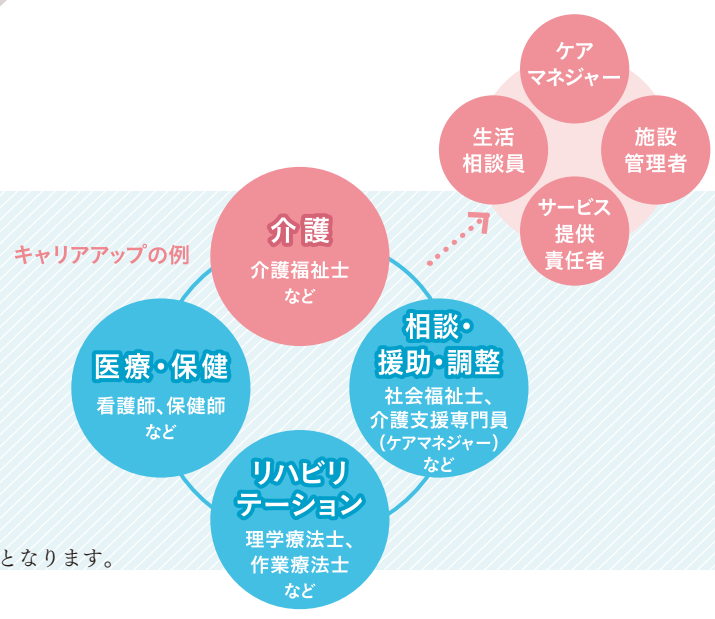 ケア
マネジャー
生活
相談員
施設
管理者
サービス
提供
責任者
キャリアアップの例
介護
介護福祉士
など
医療・保健
看護師、保健師
など
相談・
援助・調整
社会福祉士、
介護支援専門員
（ケアマネジャー）
など
リハビリ
テーション
理学療法士、
作業療法士
など
となります。